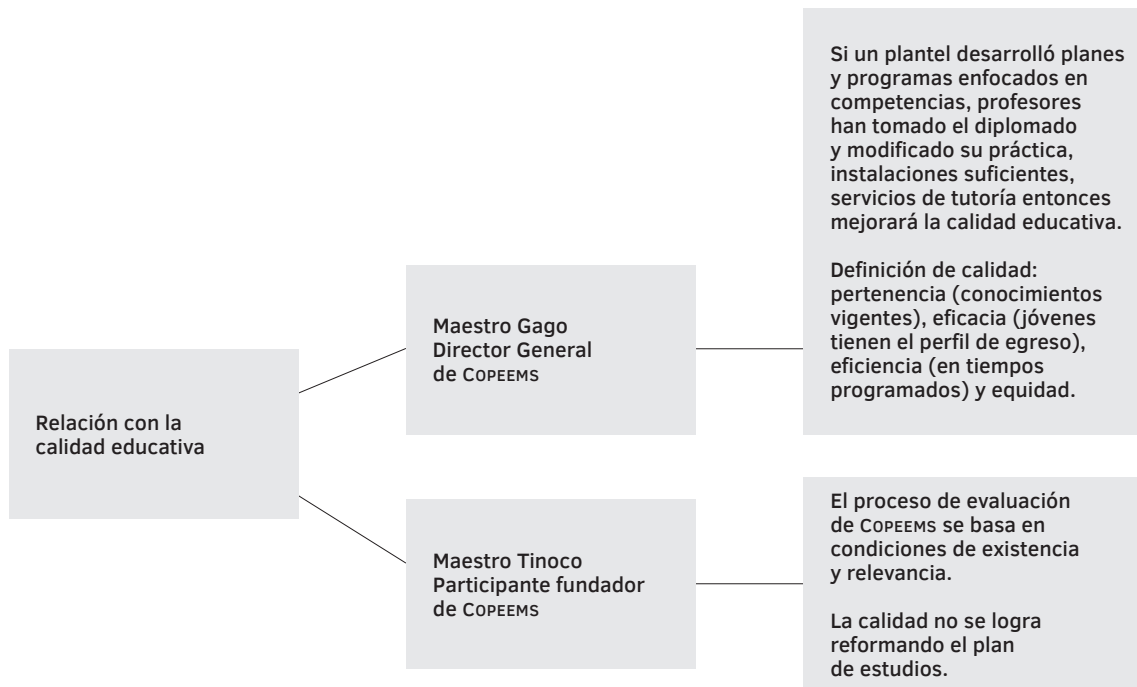 Relación con la
calidad educativa
Maestro Gago
Director General
de COPEEMS
Si un plantel desarrolló planes
y programas enfocados en
competencias, profesores
han tomado el diplomado
y modificado su práctica,
instalaciones suficientes,
servicios de tutoría entonces
mejorará la calidad educativa.
Definición de calidad:
pertenencia (conocimientos
vigentes), eficacia (jóvenes
tienen el perfil de egreso),
eficiencia (en tiempos
programados) y equidad.
Maestro Tinoco
Participante fundador
de COPEEMS
El proceso de evaluación
de COPEEMS se basa en
condiciones de existencia
y relevancia.
La calidad no se logra
reformando el plan
de estudios.